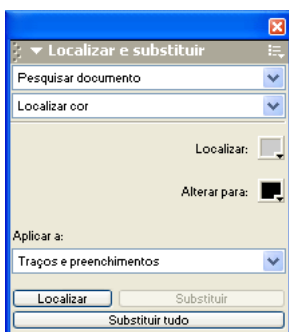 Localizar e substituir
Pesquisar documento
Localizar cor
Localizar:
Alterar para:
Aplicar a:
Traços e preenchimentos
Localizar Substituir
Substituir tudo